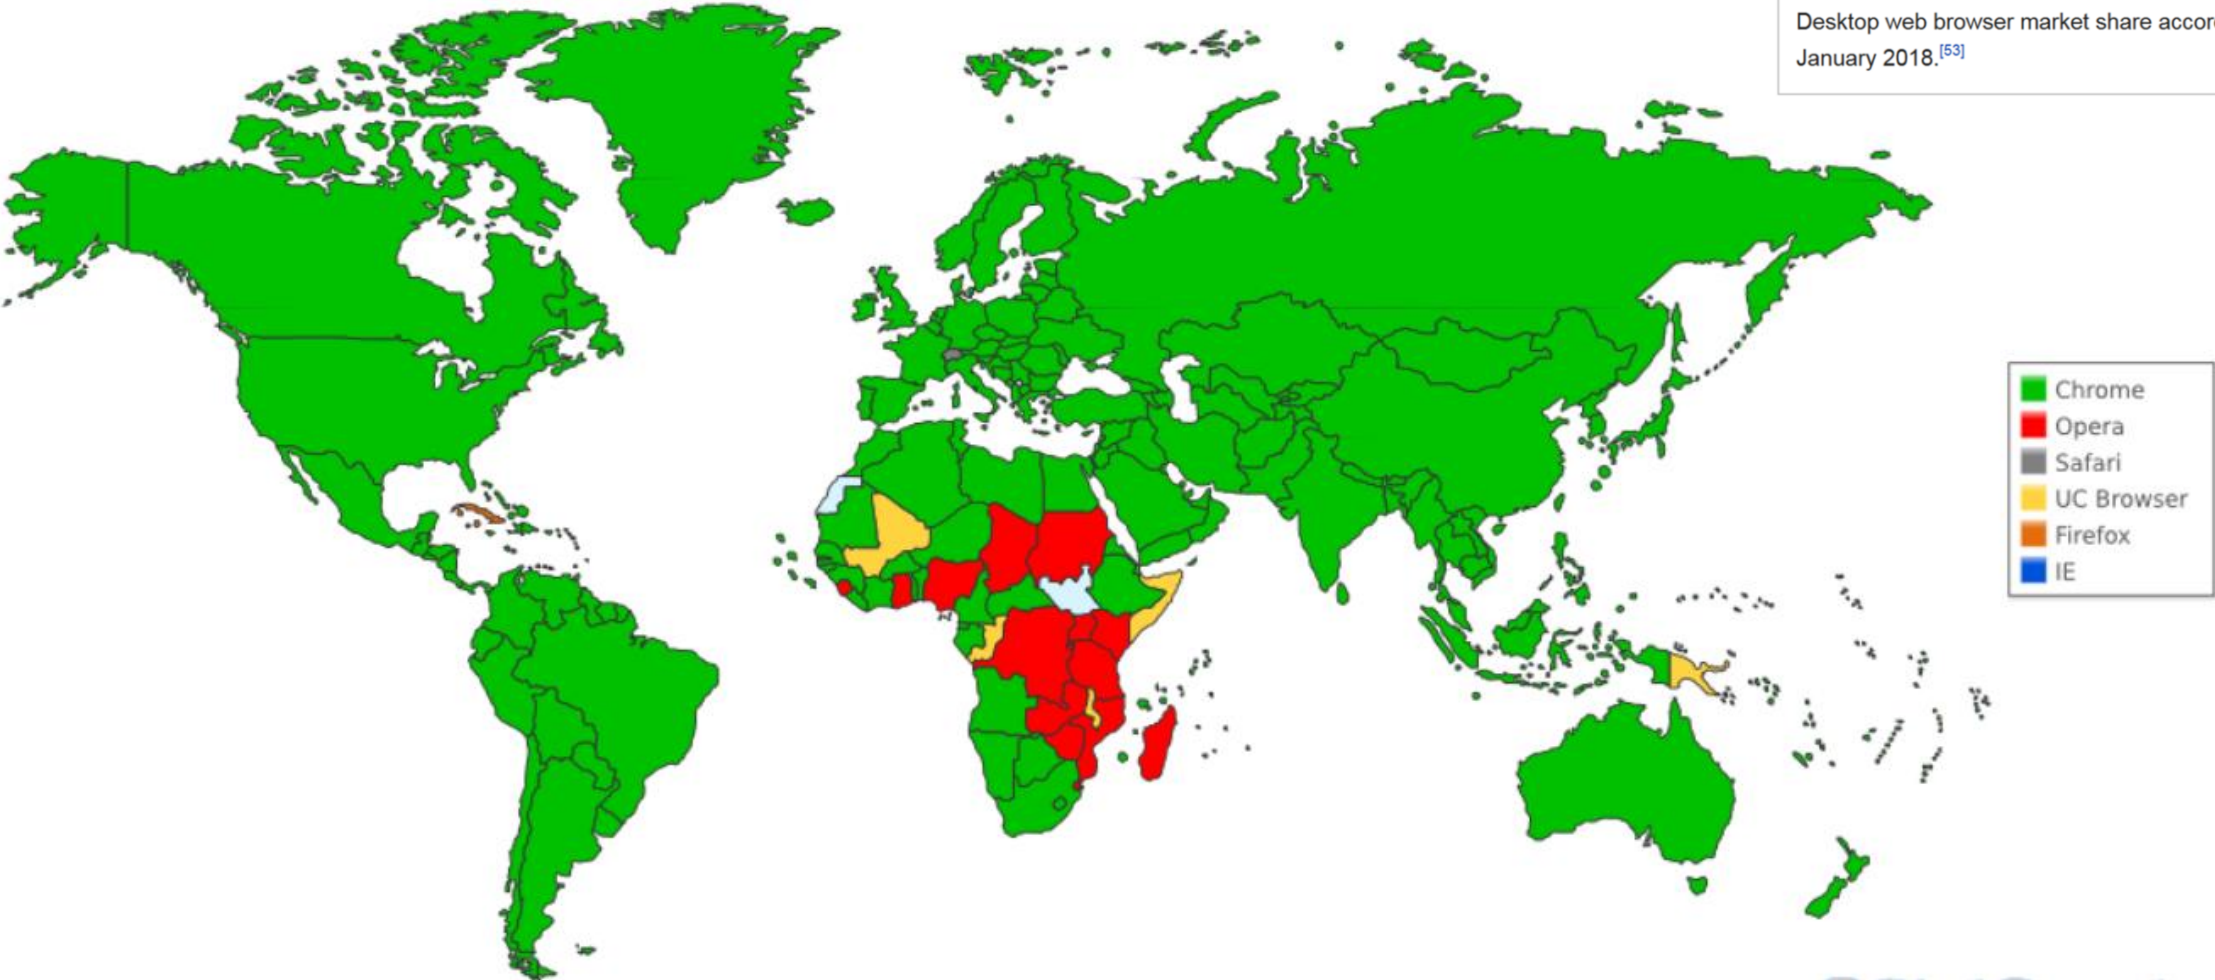 Desktop web browser market share
January 2018.[53]
Chrome
Opera
Safari
UC Browser
Firefox
IE